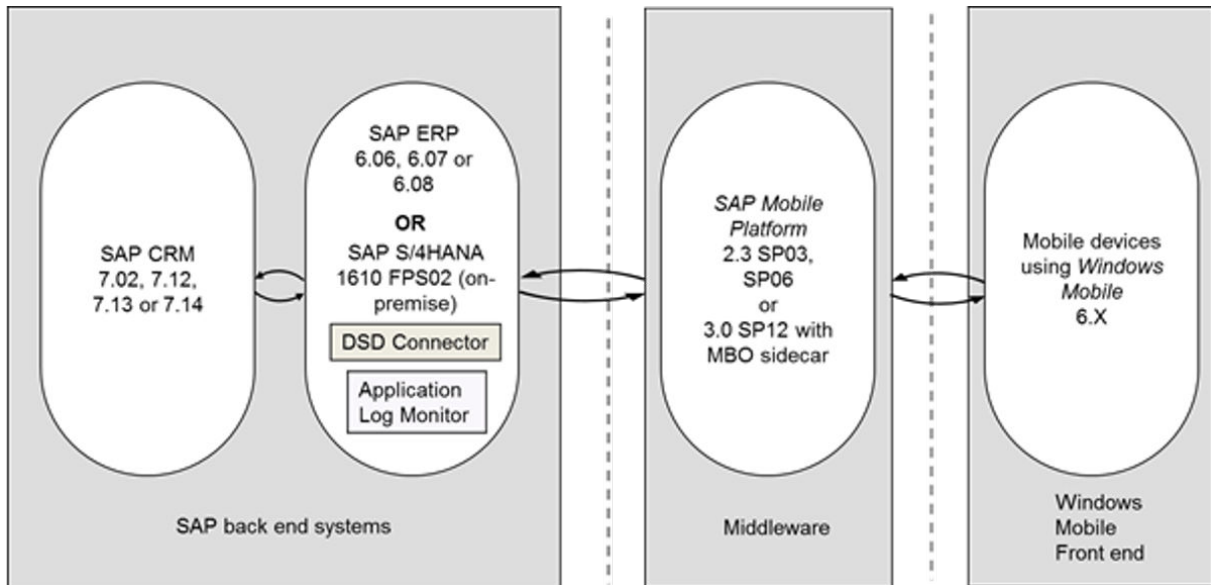 SAP CRM
7.02, 7.12,
7.13 or 7.14
SAP ERP
6.06, 6.07 or
6.08
OR
SAP S/4HANA
1610 FPS02 (on-
premise)
DSD Connector
Application
Log Monitor
SAP back end systems
SAP Mobile
Platform
2.3 SP03,
SP06
or
3.0 SP12 with
MBO sidecar
Middleware
Mobile devices
using Windows
Mobile
6.X
Windows
Mobile
Front end